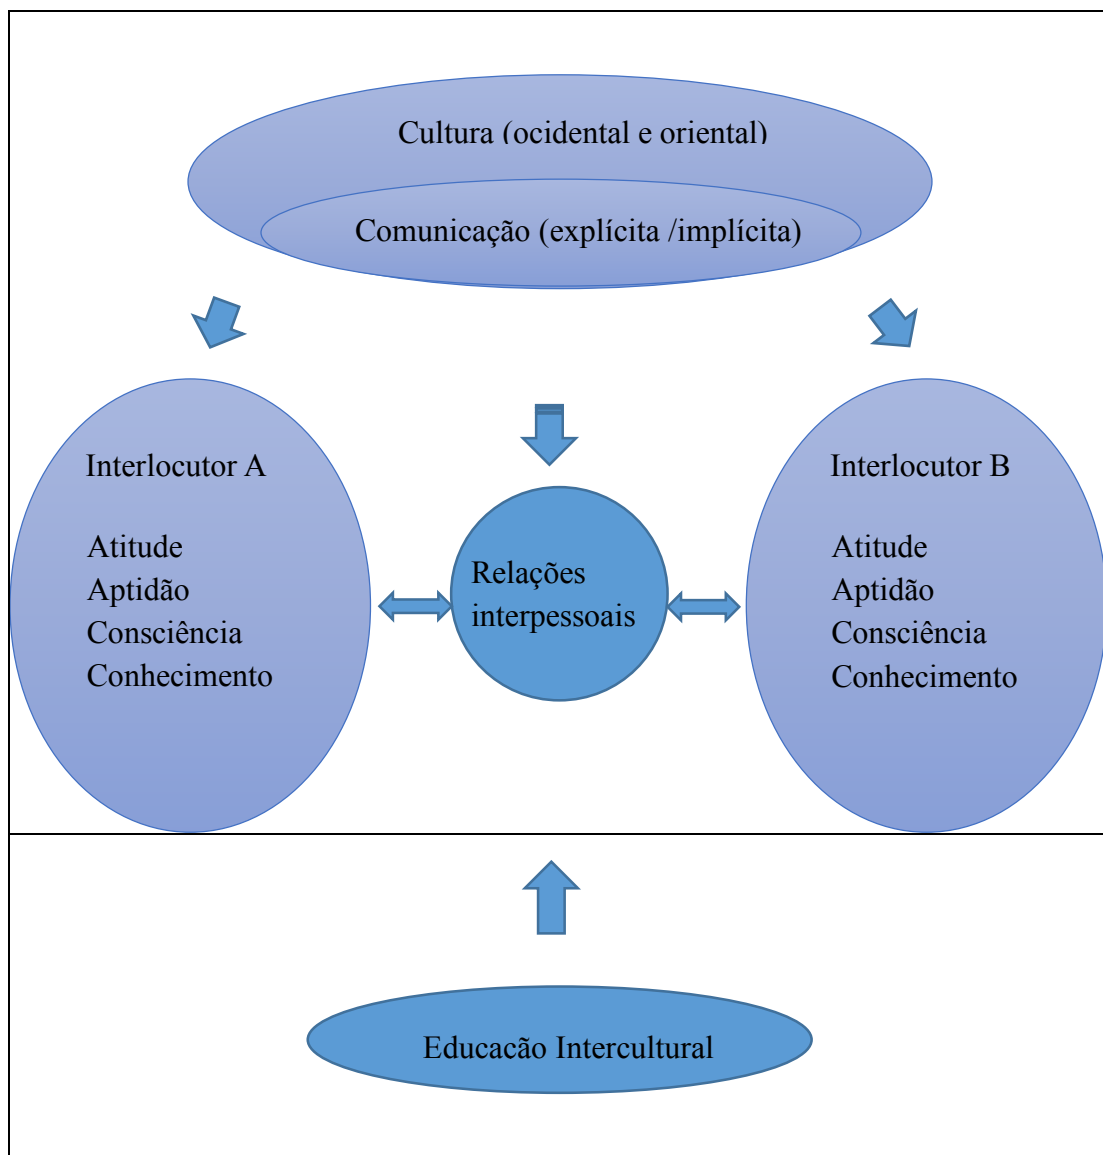 Cultura (ocidental e oriental)
Comunicação (explícita /implícita)
Interlocutor A
Atitude
Aptidão
Consciência
Conhecimento
Relações
interpessoais
Interlocutor B
Atitude
Aptidão
Consciência
Conhecimento
Educacão Intercultural